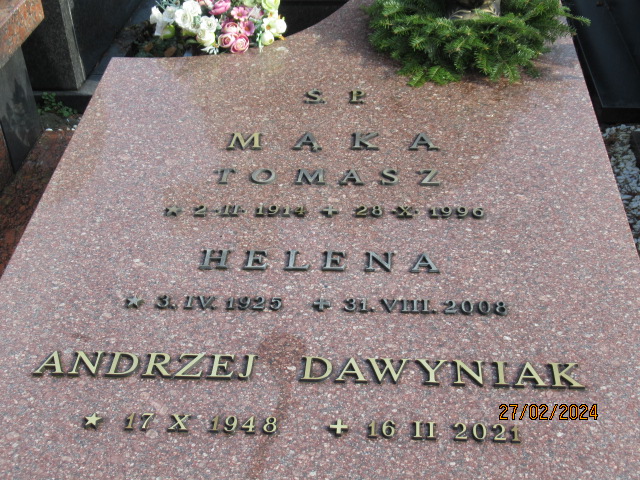 Ś P
MĄKA
TOMASZ
★ 2-II-1914 + 28-X-1996
HELENA
★ 3.IV.1925 + 31.VIII.2008
ANDRZEJ DAWYNIAK
★ 17 X 1948 + 16 II 2021
27/02/2024